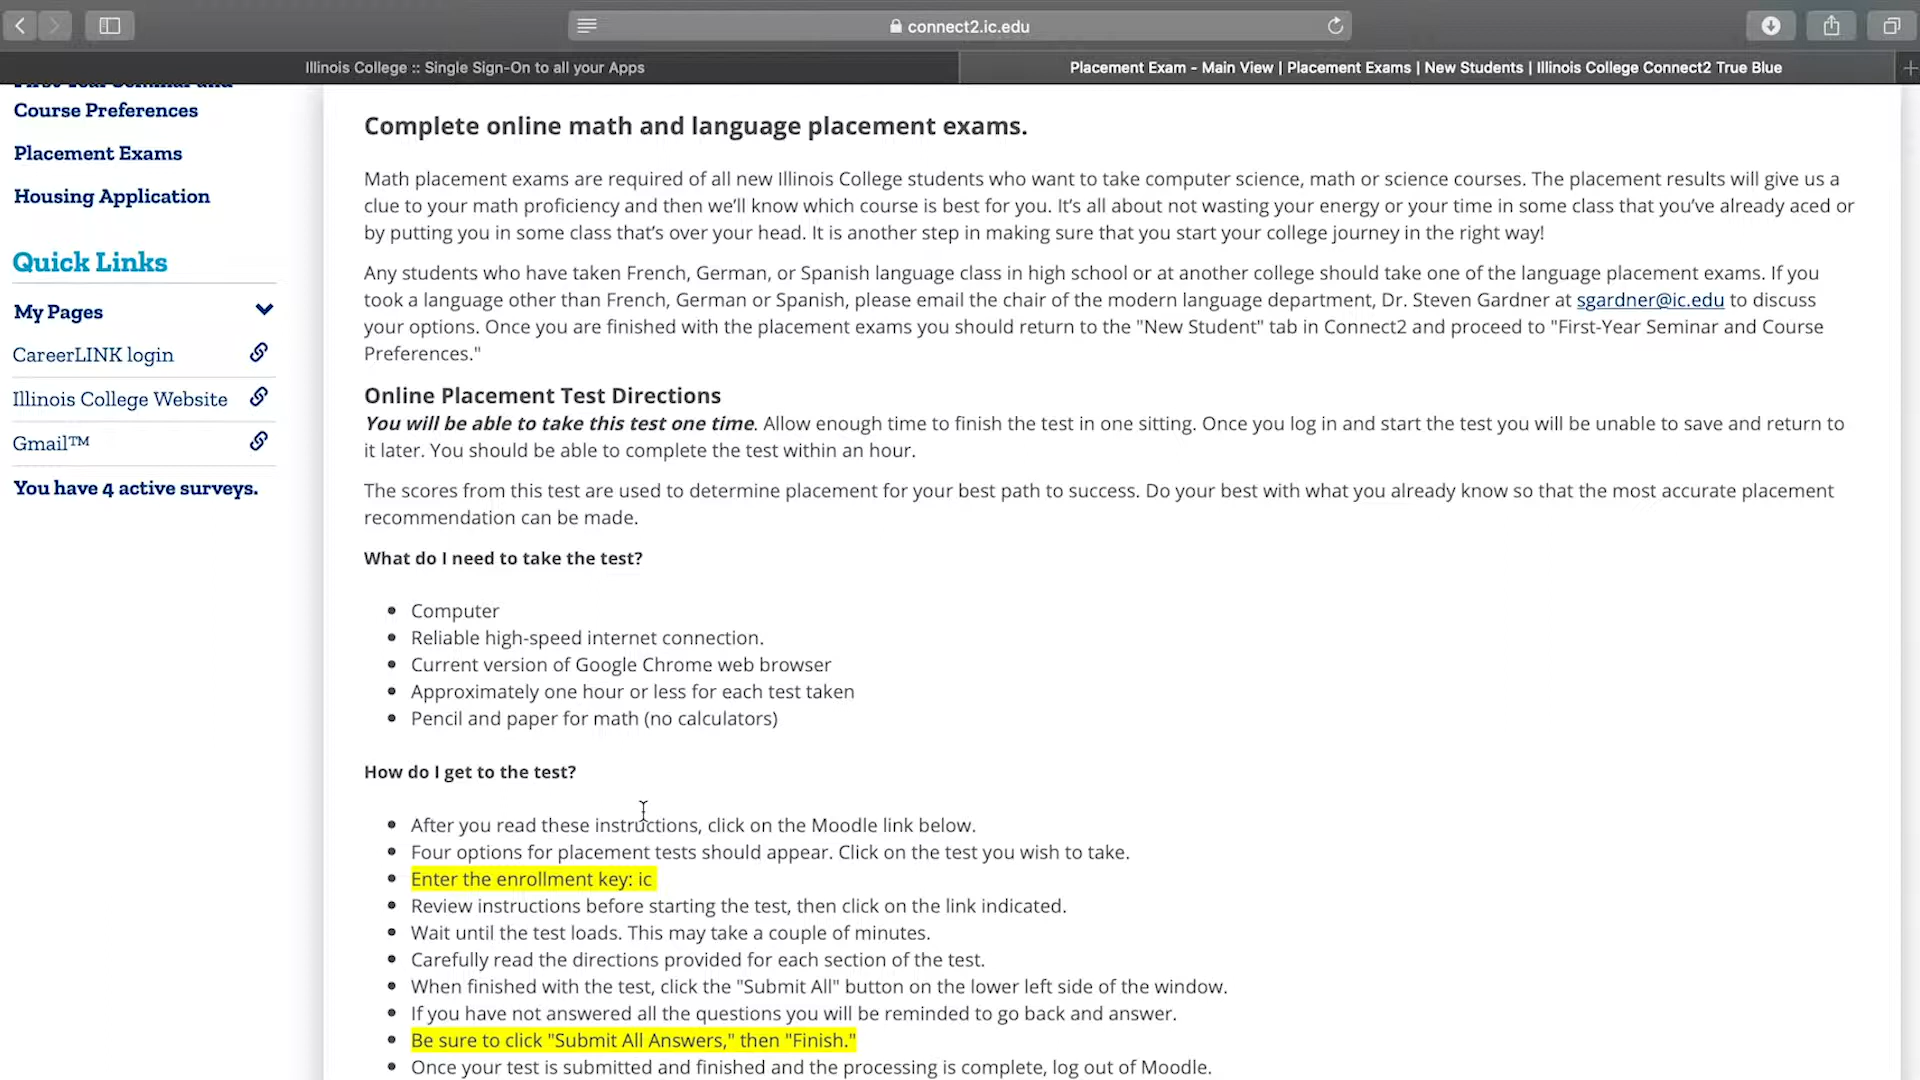 connect2.ic.edu
Illinois College :: Single Sign-On to all your Apps
Placement Exam - Main View | Placement Exams | New Students | Illinois College Connect2 True Blue
First-Year Seminar and
Course Preferences
Placement Exams
Housing Application
Quick Links
My Pages
CareerLINK login
Illinois College Website
Gmail™
You have 4 active surveys.
Complete online math and language placement exams.
Math placement exams are required of all new Illinois College students who want to take computer science, math or science courses. The placement results will give us a
clue to your math proficiency and then we'll know which course is best for you. It's all about not wasting your energy or your time in some class that you've already aced or
by putting you in some class that's over your head. It is another step in making sure that you start your college journey in the right way!
Any students who have taken French, German, or Spanish language class in high school or at another college should take one of the language placement exams. If you
took a language other than French, German or Spanish, please email the chair of the modern language department, Dr. Steven Gardner at sgardner@ic.edu to discuss
your options. Once you are finished with the placement exams you should return to the "New Student" tab in Connect2 and proceed to "First-Year Seminar and Course
Preferences."
Online Placement Test Directions
You will be able to take this test one time. Allow enough time to finish the test in one sitting. Once you log in and start the test you will be unable to save and return to
it later. You should be able to complete the test within an hour.
The scores from this test are used to determine placement for your best path to success. Do your best with what you already know so that the most accurate placement
recommendation can be made.
What do I need to take the test?
Computer
Reliable high-speed internet connection.
Current version of Google Chrome web browser
Approximately one hour or less for each test taken
Pencil and paper for math (no calculators)
How do I get to the test?
After you read these instructions, click on the Moodle link below.
Four options for placement tests should appear. Click on the test you wish to take.
Enter the enrollment key: ic
Review instructions before starting the test, then click on the link indicated.
Wait until the test loads. This may take a couple of minutes.
Carefully read the directions provided for each section of the test.
When finished with the test, click the "Submit All" button on the lower left side of the window.
If you have not answered all the questions you will be reminded to go back and answer.
Be sure to click "Submit All Answers," then "Finish."
Once your test is submitted and finished and the processing is complete, log out of Moodle.